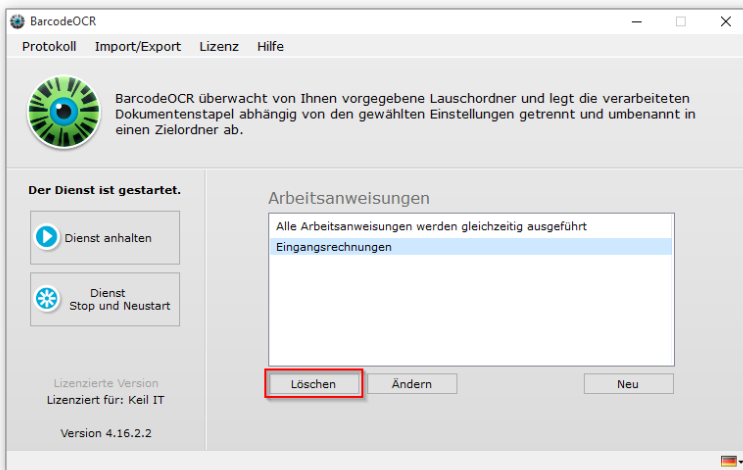 BarcodeOCR
Protokoll Import/Export Lizenz Hilfe
BarcodeOCR überwacht von Ihnen vorgegebene Lauschordner und legt die verarbeiteten
Dokumentenstapel abhängig von den gewählten Einstellungen getrennt und umbenannt in
einen Zielordner ab.
Der Dienst ist gestartet.
Dienst anhalten
Dienst
Stop und Neustart
Lizenzierte Version
Lizenziert für: Keil IT
Version 4.16.2.2
Arbeitsanweisungen
Alle Arbeitsanweisungen werden gleichzeitig ausgeführt
Eingangsrechnungen
Löschen Ändern Neu